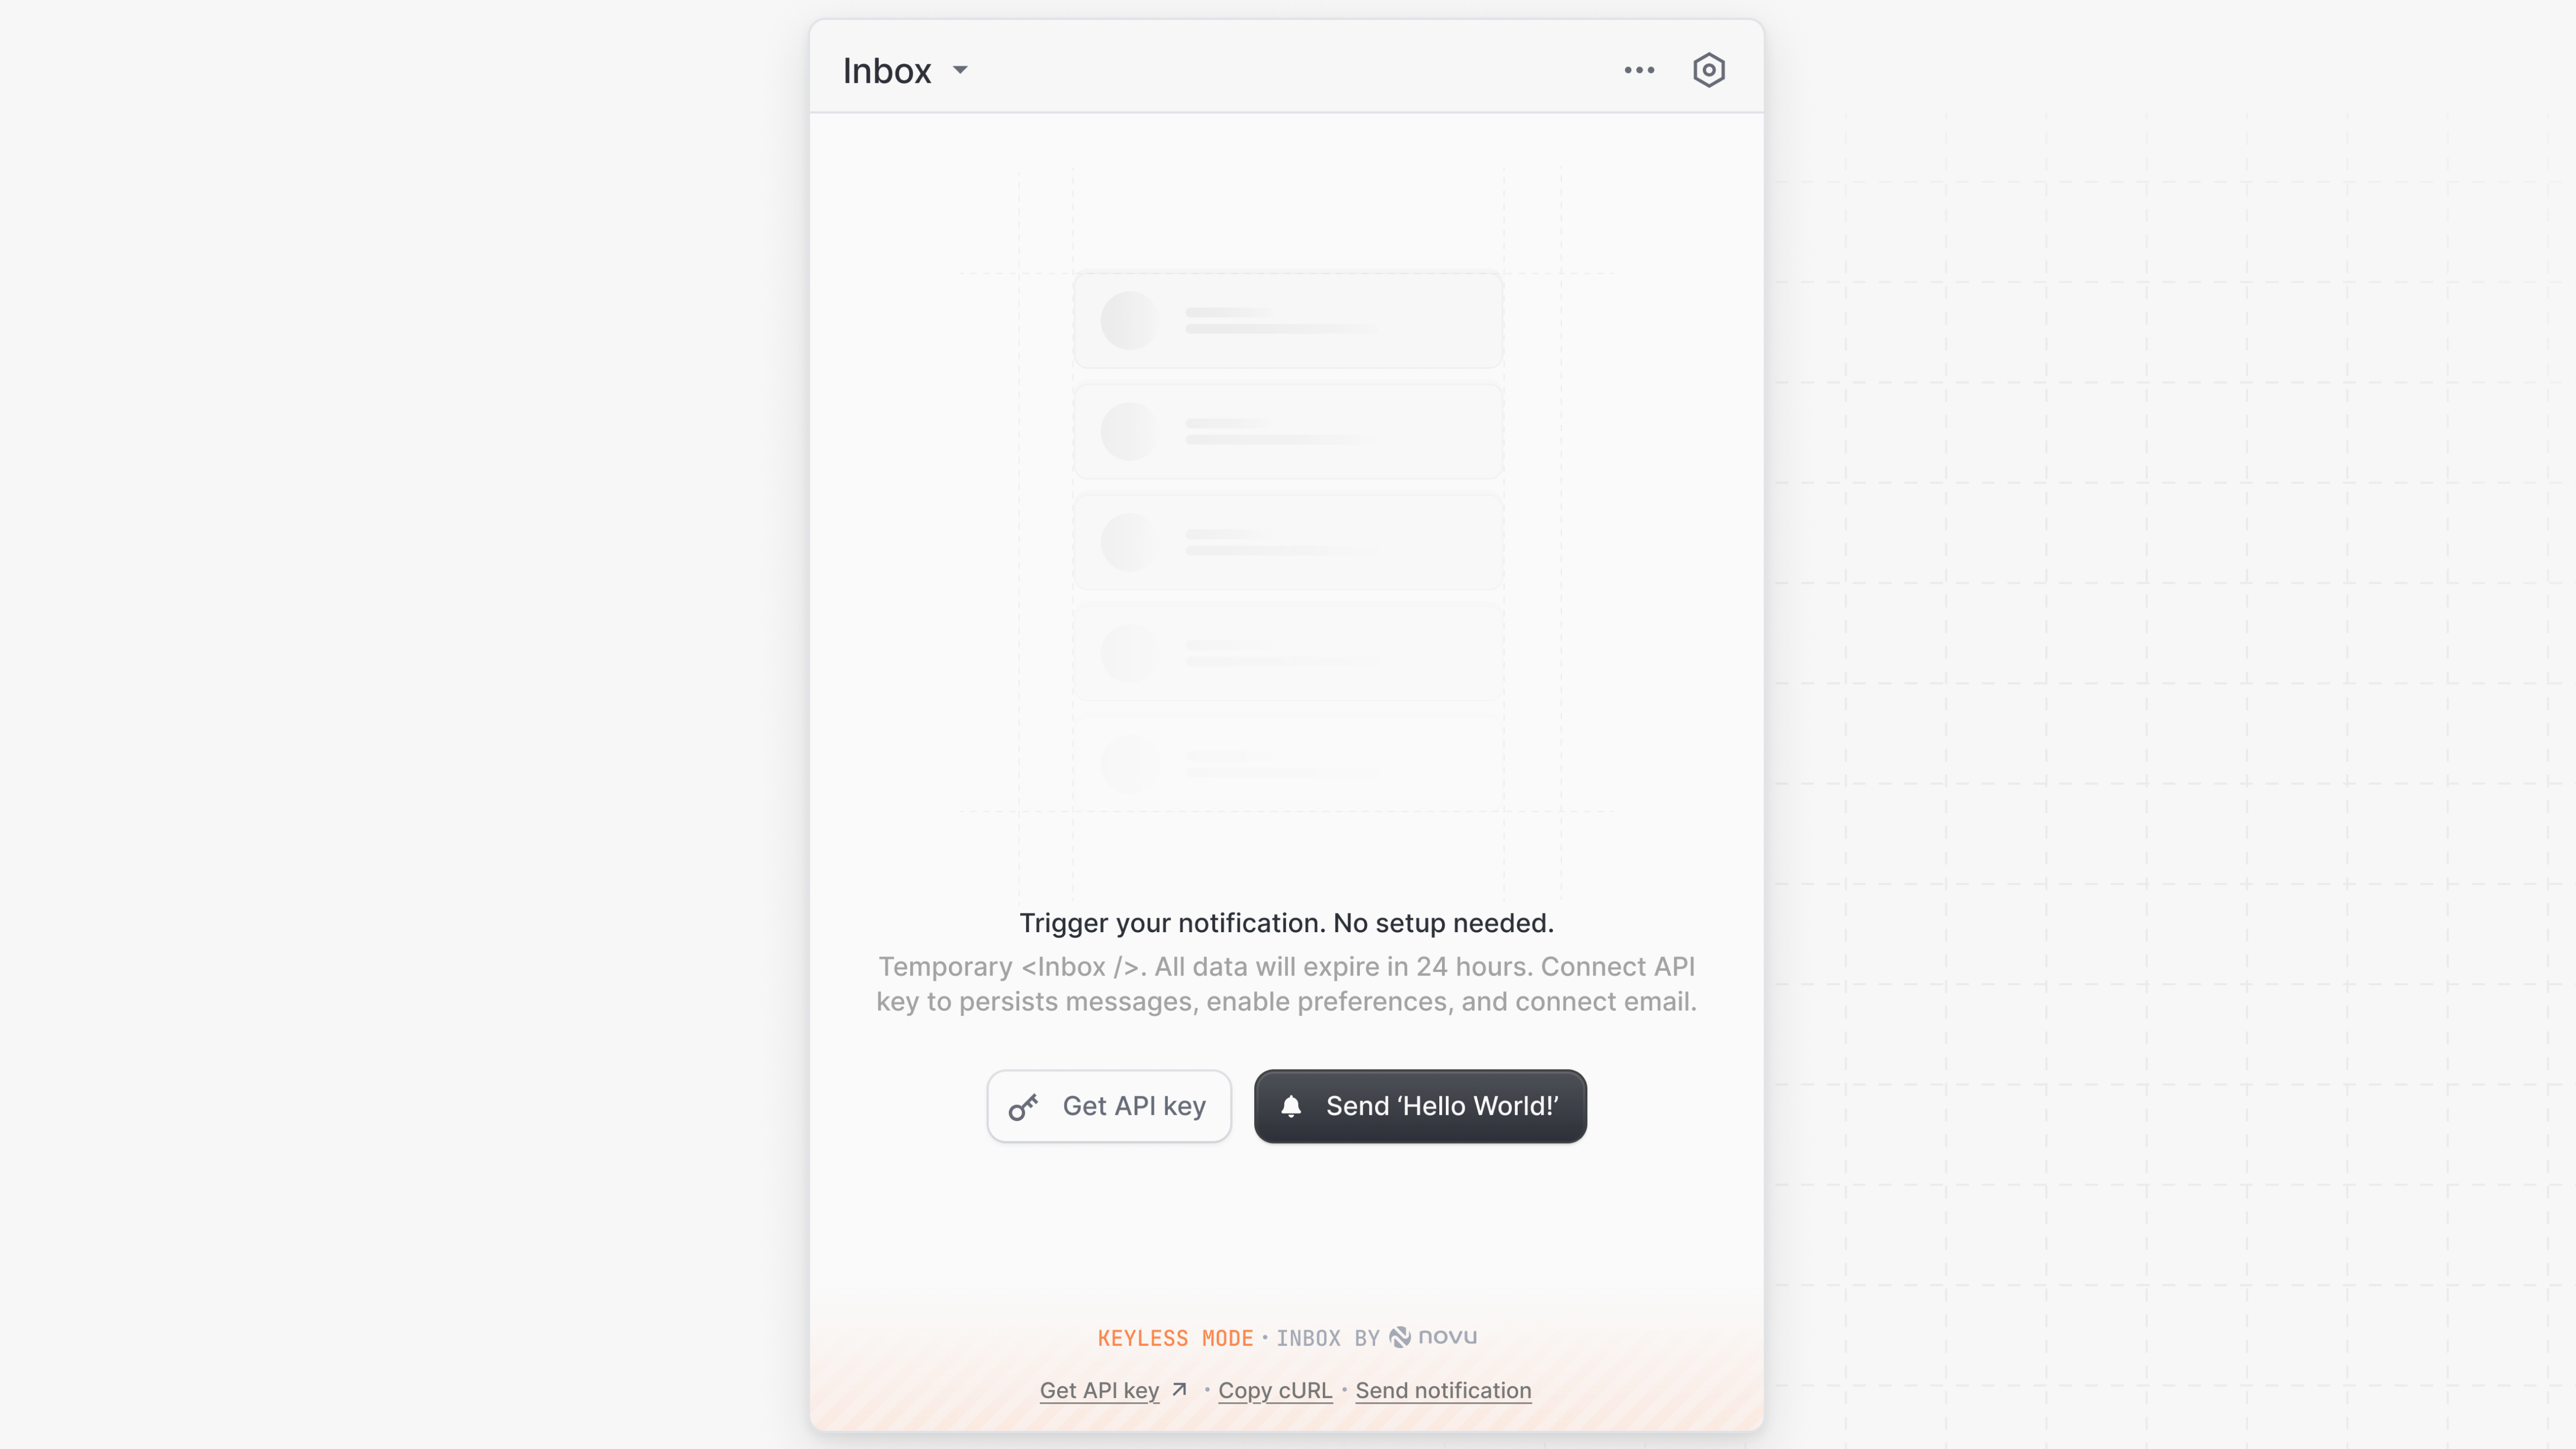 Inbox
Trigger your notification. No setup needed.
Temporary <Inbox />. All data will expire in 24 hours. Connect API
key to persists messages, enable preferences, and connect email.
Get API key
Send ‘Hello World!’
KEYLESS MODE • INBOX BY novu
Get API key • Copy cURL • Send notification